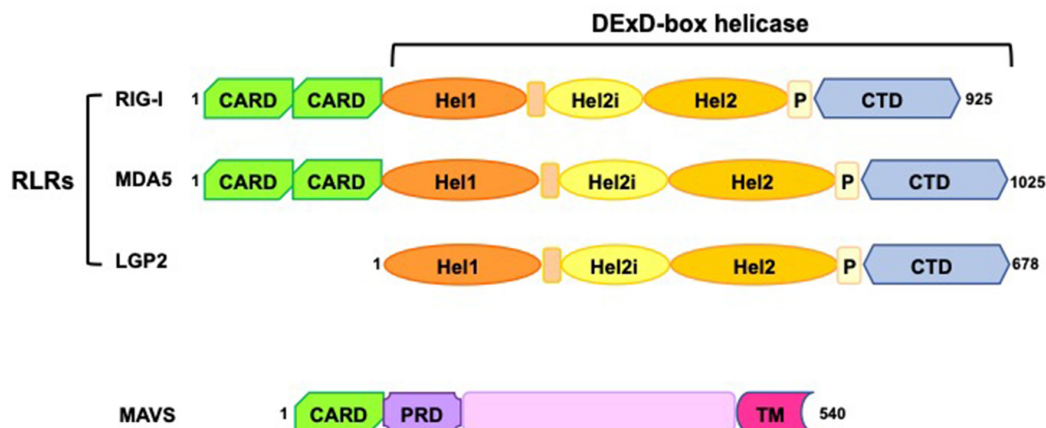 DExD-box helicase
RLRs
RIG-I 1 CARD CARD Hel1 Hel2i Hel2 P CTD 925
MDA5 1 CARD CARD Hel1 Hel2i Hel2 P CTD 1025
LGP2 1 Hel1 Hel2i Hel2 P CTD 678
MAVS 1 CARD PRD TM 540